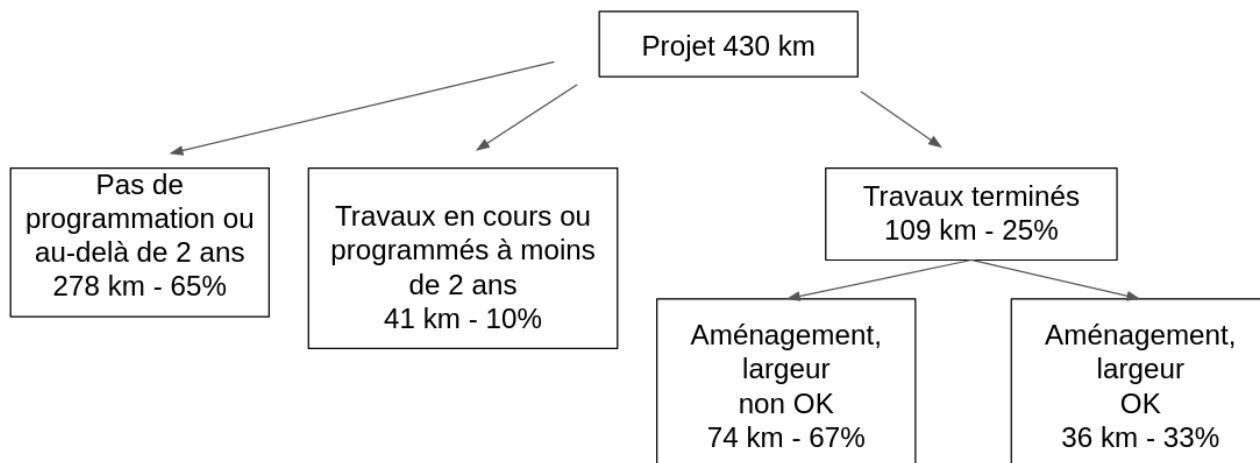 Projet 430 km
Pas de
programmation ou
au-delà de 2 ans
278 km - 65%
Travaux en cours ou
programmés à moins
de 2 ans
41 km - 10%
Travaux terminés
109 km - 25%
Aménagement,
largeur
non OK
74 km - 67%
Aménagement,
largeur
OK
36 km - 33%